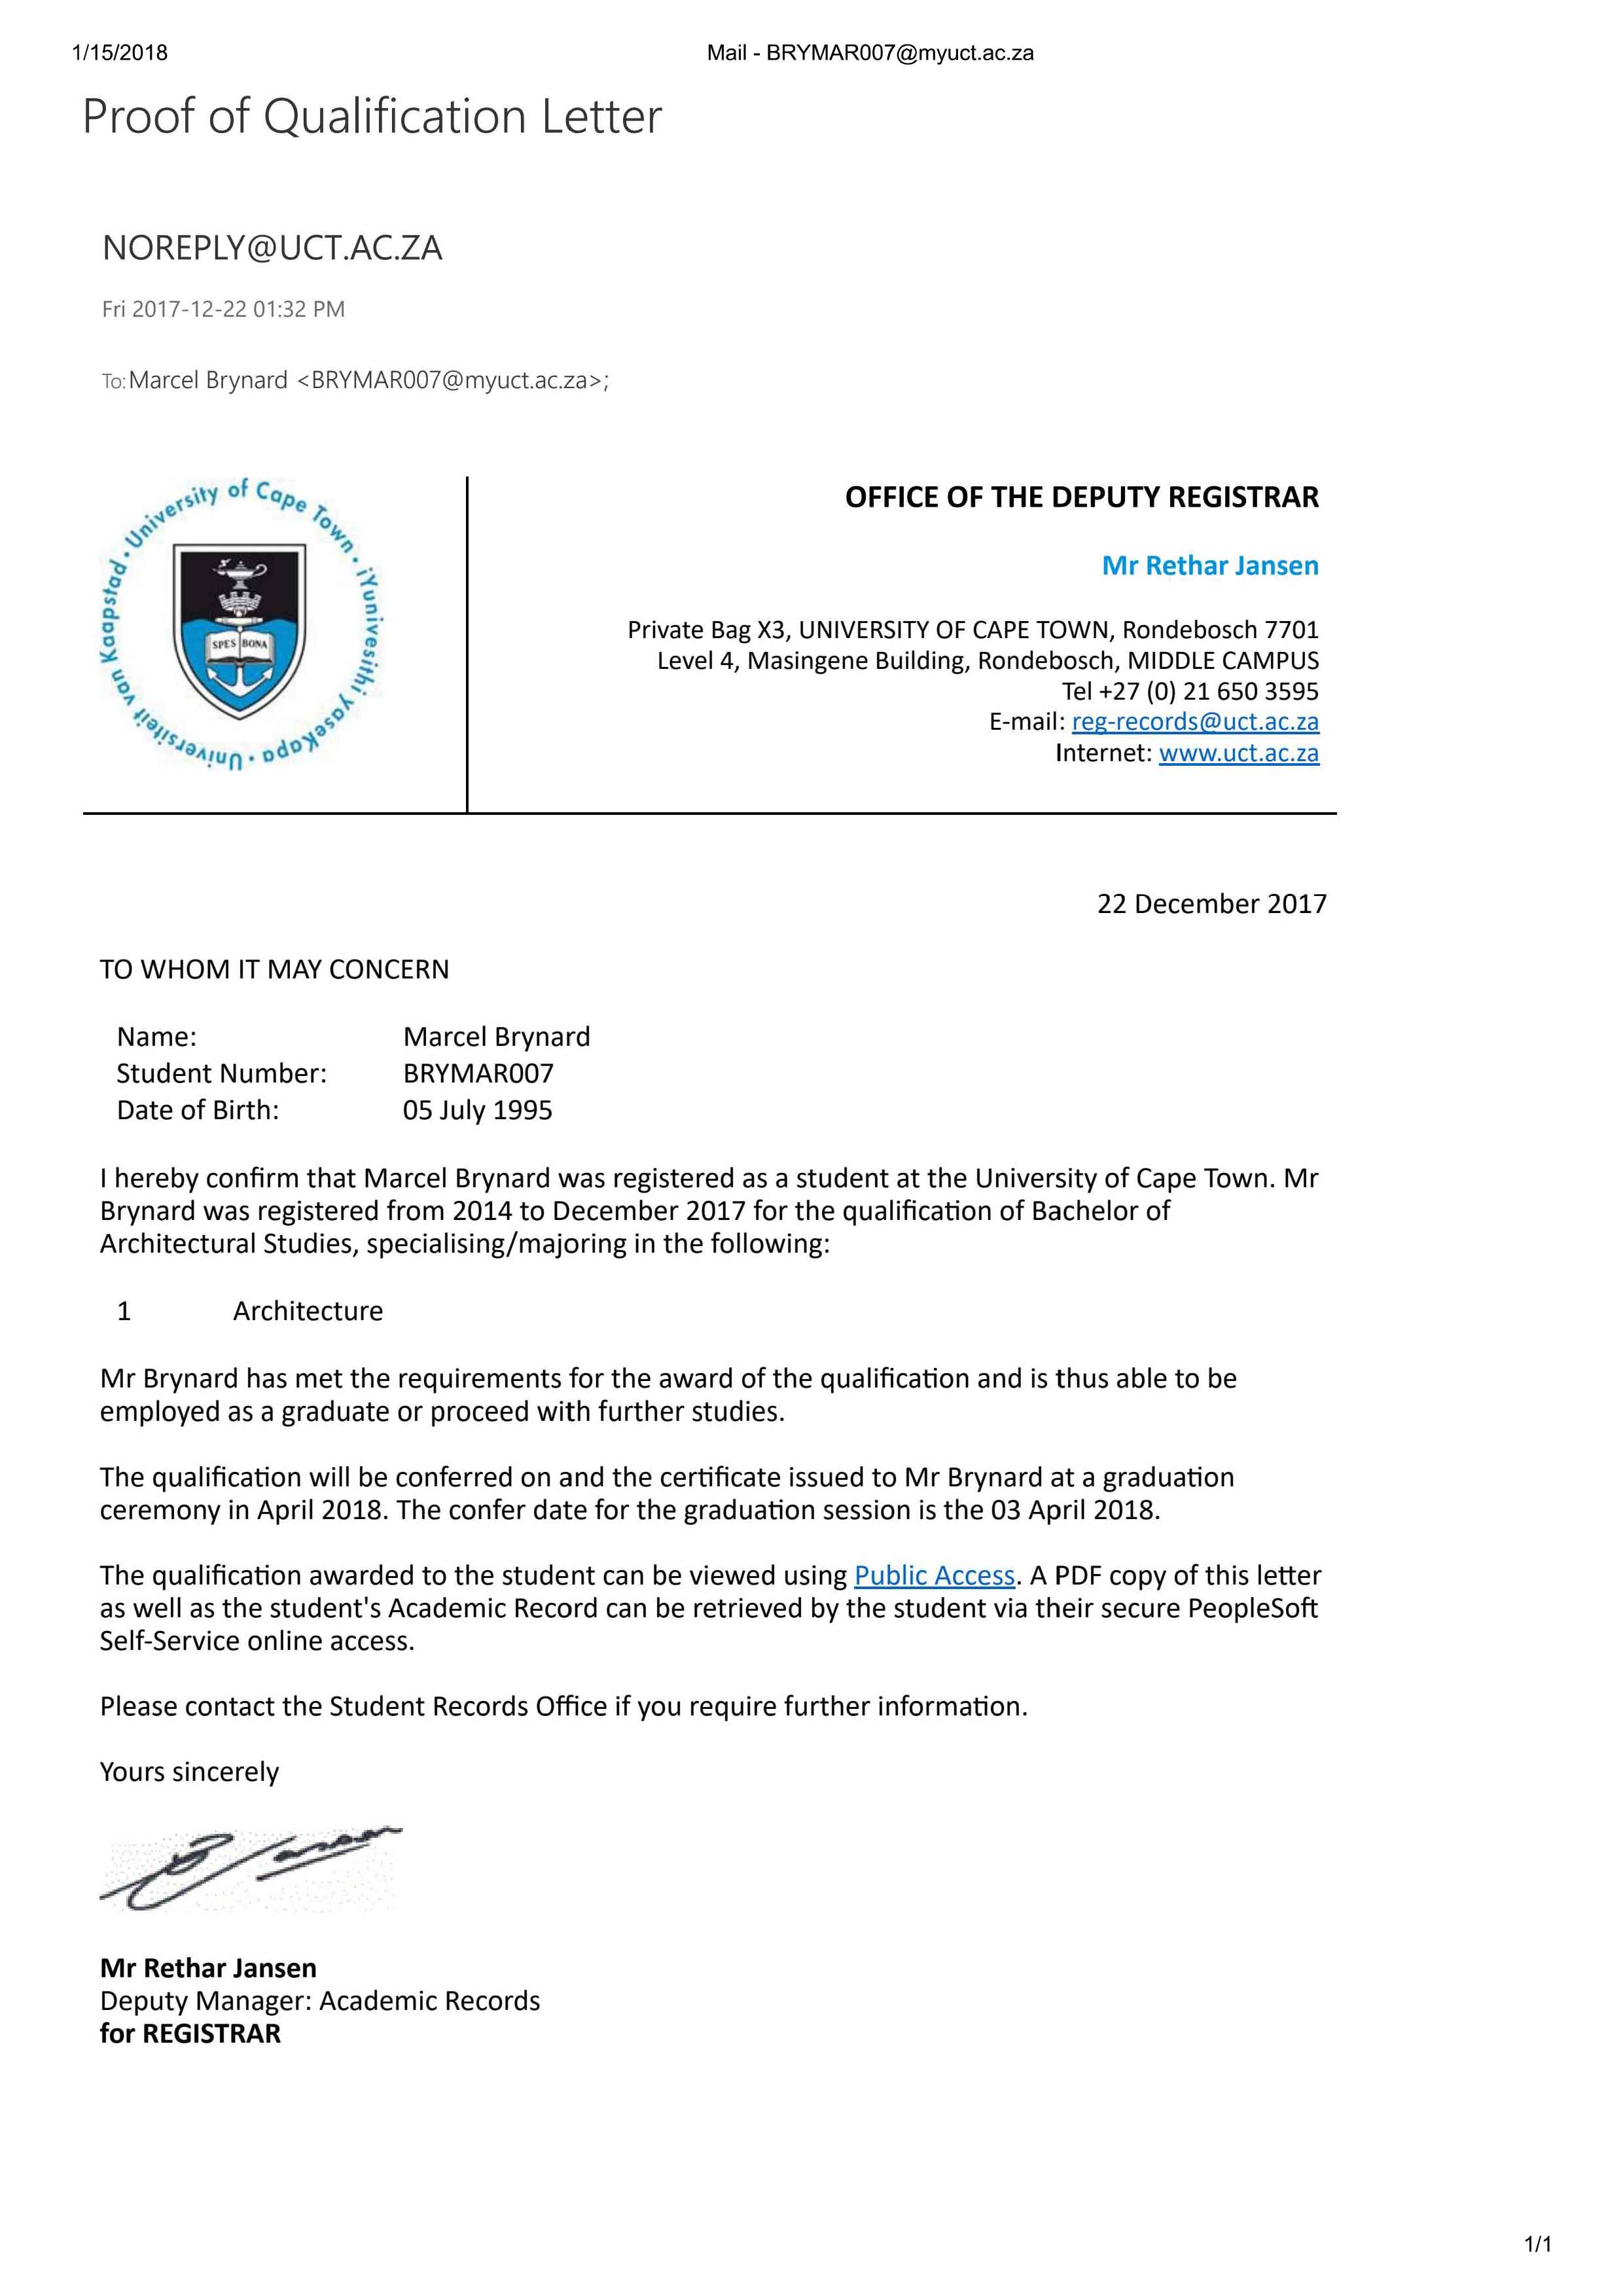 1/15/2018
Mail - BRYMAR007@myuct.ac.za
Proof of Qualification Letter
NOREPLY@UCT.AC.ZA
Fri 2017-12-22 01:32 PM
To: Marcel Brynard <BRYMAR007@myuct.ac.za>;
University of Cape Town · iYunivesithi yaseKapa · Universiteit van Kaapstad ·
SPES BONA
OFFICE OF THE DEPUTY REGISTRAR
Mr Rethar Jansen
Private Bag X3, UNIVERSITY OF CAPE TOWN, Rondebosch 7701
Level 4, Masingene Building, Rondebosch, MIDDLE CAMPUS
Tel +27 (0) 21 650 3595
E-mail: reg-records@uct.ac.za
Internet: www.uct.ac.za
22 December 2017
TO WHOM IT MAY CONCERN
Name: Marcel Brynard
Student Number: BRYMAR007
Date of Birth: 05 July 1995
I hereby confirm that Marcel Brynard was registered as a student at the University of Cape Town. Mr
Brynard was registered from 2014 to December 2017 for the qualification of Bachelor of
Architectural Studies, specialising/majoring in the following:
1 Architecture
Mr Brynard has met the requirements for the award of the qualification and is thus able to be
employed as a graduate or proceed with further studies.
The qualification will be conferred on and the certificate issued to Mr Brynard at a graduation
ceremony in April 2018. The confer date for the graduation session is the 03 April 2018.
The qualification awarded to the student can be viewed using Public Access. A PDF copy of this letter
as well as the student's Academic Record can be retrieved by the student via their secure PeopleSoft
Self-Service online access.
Please contact the Student Records Office if you require further information.
Yours sincerely
Mr Rethar Jansen
Deputy Manager: Academic Records
for REGISTRAR
1/1